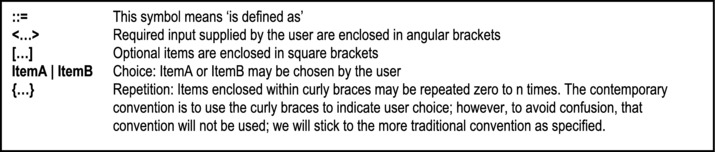 ::= This symbol means ‘is defined as’
<…> Required input supplied by the user are enclosed in angular brackets
[…] Optional items are enclosed in square brackets
ItemA | ItemB Choice: ItemA or ItemB may be chosen by the user
{…} Repetition: Items enclosed within curly braces may be repeated zero to n times. The contemporary
convention is to use the curly braces to indicate user choice; however, to avoid confusion, that
convention will not be used; we will stick to the more traditional convention as specified.